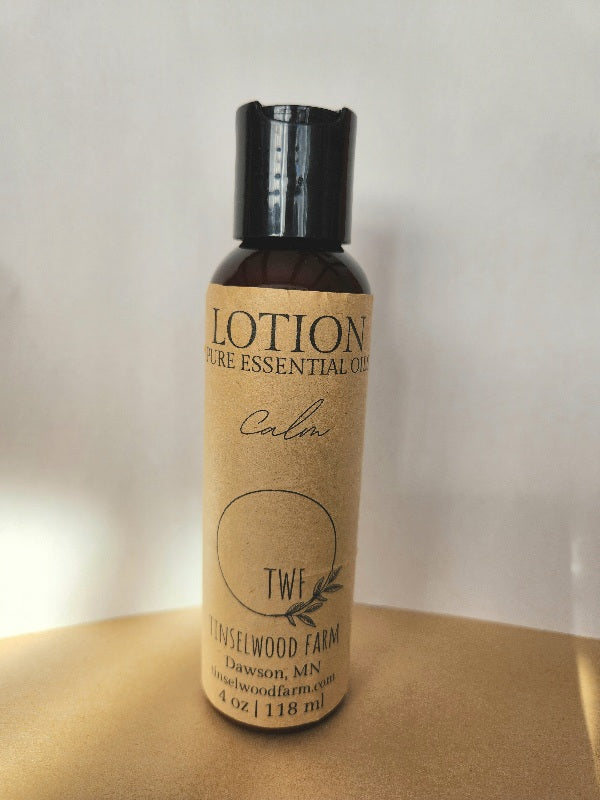 LOTION
PURE ESSENTIAL OILS
Calm
TWF
TINSELWOOD FARM
Dawson, MN
tinselwoodfarm.com
4 oz | 118 ml